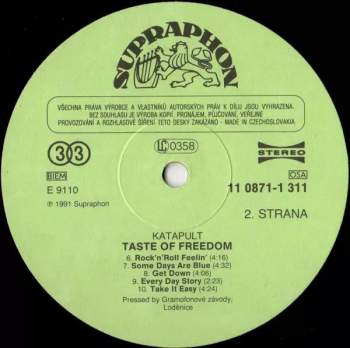 SUPRAPHON
VŠECHNA PRÁVA VÝROBCE A VLASTNÍKŮ AUTORSKÝCH PRÁV K DÍLU JSOU VYHRAZENA.
BEZ SOUHLASU JE VÝROBA KOPIÍ, PRONÁJEM, PŮJČOVÁNÍ, VEŘEJNÉ
PROVOZOVÁNÍ A ROZHLASOVÉ ŠÍŘENÍ TÉTO DESKY ZAKÁZÁNO - MADE IN CZECHOSLOVAKIA
33
LC 0358
STEREO
BIEM
OSA
E 9110
11 0871-1 311
℗ 1991 Supraphon
2. STRANA
KATAPULT
TASTE OF FREEDOM
6. Rock'n'Roll Feelin' (4:16)
7. Some Days Are Blue (4:32)
8. Get Down (4:06)
9. Every Day Story (2:23)
10. Take It Easy (4:24)
Pressed by Gramofonové závody,
Loděnice